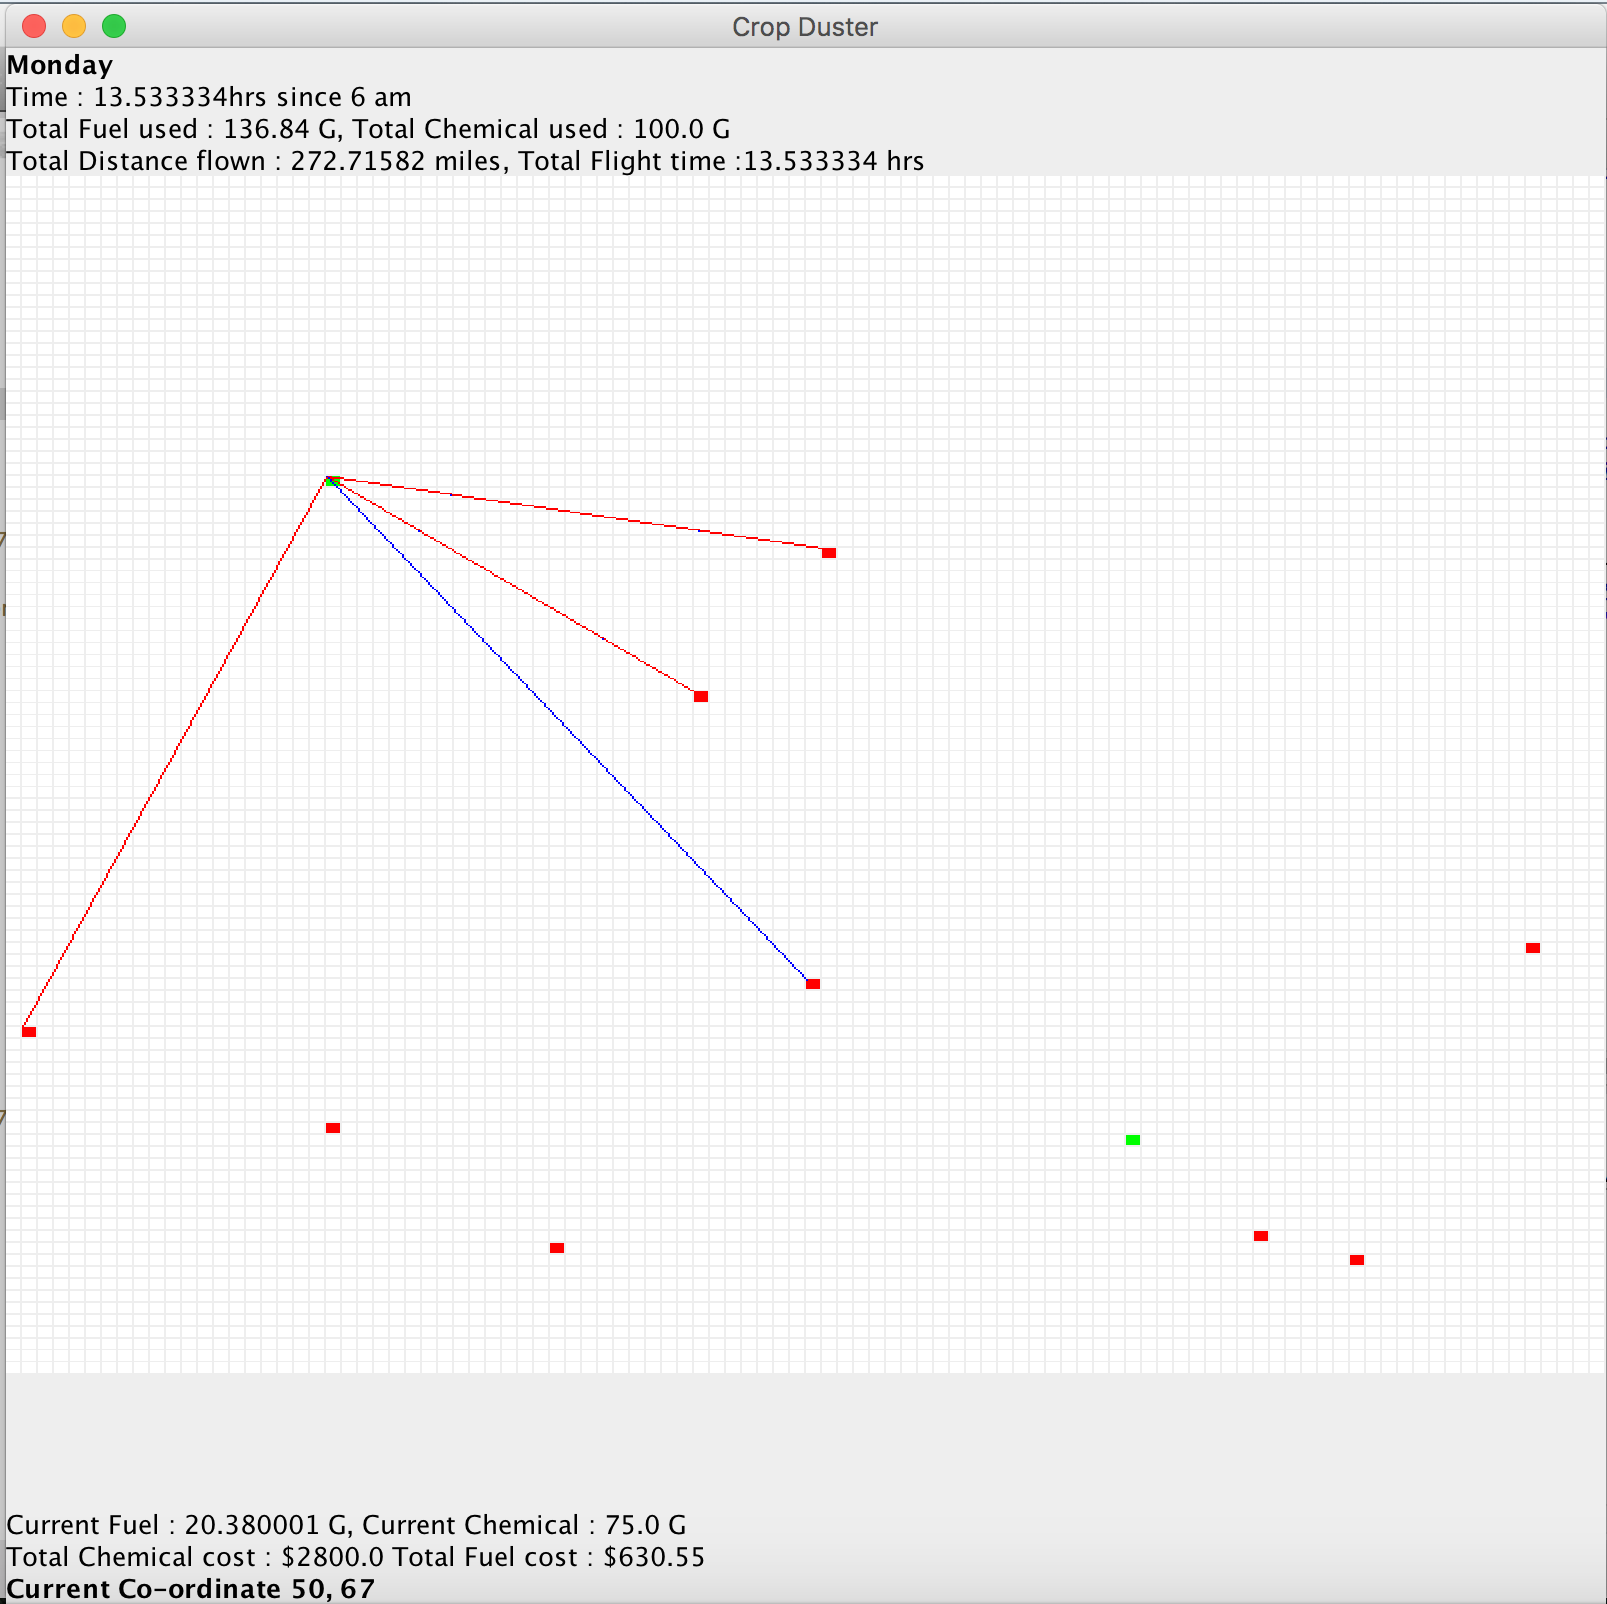 Crop Duster
Monday
Time : 13.533334hrs since 6 am
Total Fuel used : 136.84 G, Total Chemical used : 100.0 G
Total Distance flown : 272.71582 miles, Total Flight time :13.533334 hrs
Current Fuel : 20.380001 G, Current Chemical : 75.0 G
Total Chemical cost : $2800.0 Total Fuel cost : $630.55
Current Co-ordinate 50, 67